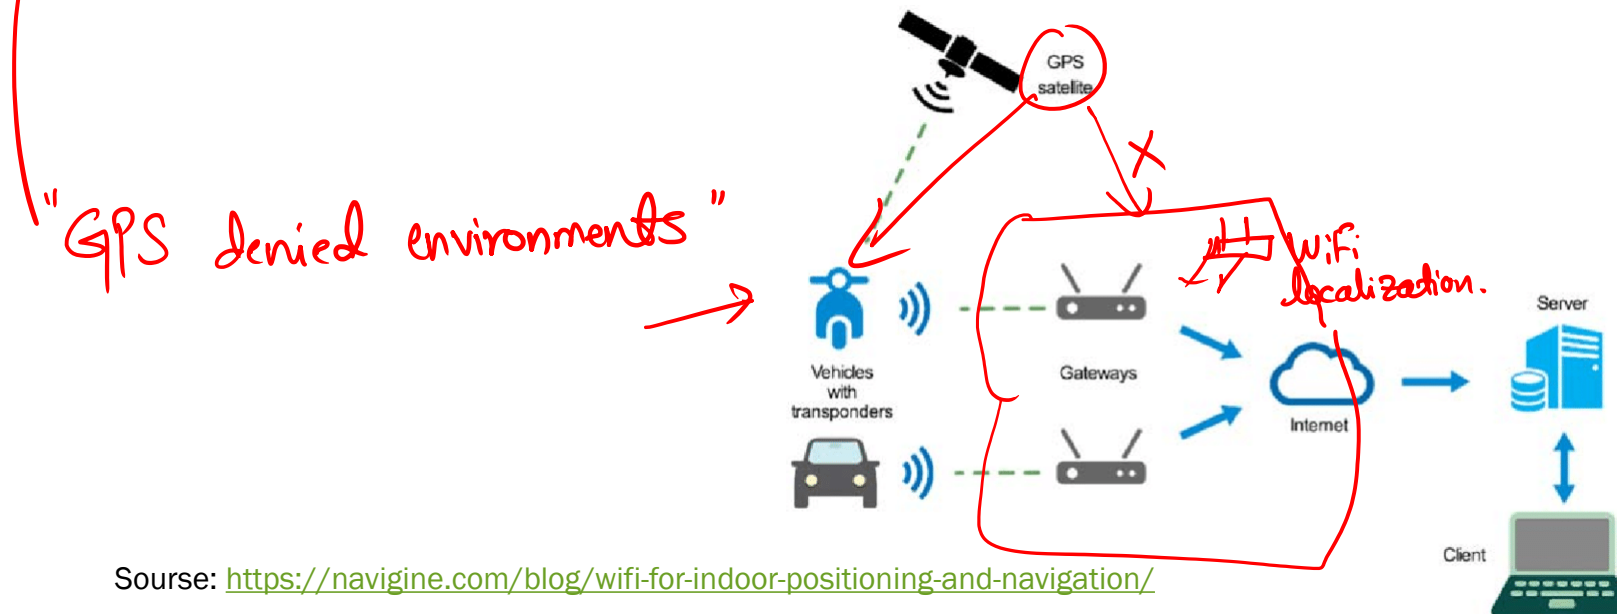 GPS
satellite
"GPS denied environments"
WiFi
localization.
Server
Vehicles
with
transponders
Gateways
Internet
Client
Sourse: https://navigine.com/blog/wifi-for-indoor-positioning-and-navigation/